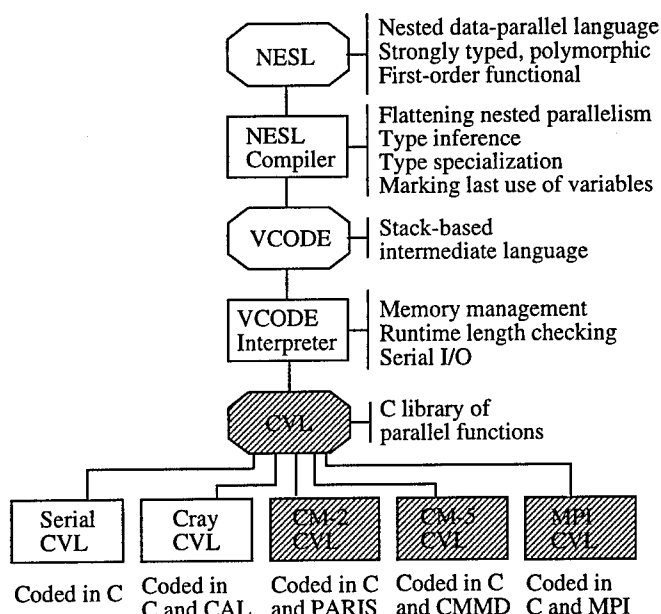 NESL
Nested data-parallel language
Strongly typed, polymorphic
First-order functional
NESL
Compiler
Flattening nested parallelism
Type inference
Type specialization
Marking last use of variables
VCODE
Stack-based
intermediate language
VCODE
Interpreter
Memory management
Runtime length checking
Serial I/O
CVL
C library of
parallel functions
Serial
CVL
Cray
CVL
CM-2
CVL
CM-5
CVL
MPI
CVL
Coded in C
Coded in
C and CAL
Coded in C
and PARIS
Coded in C
and CMMD
Coded in
C and MPI